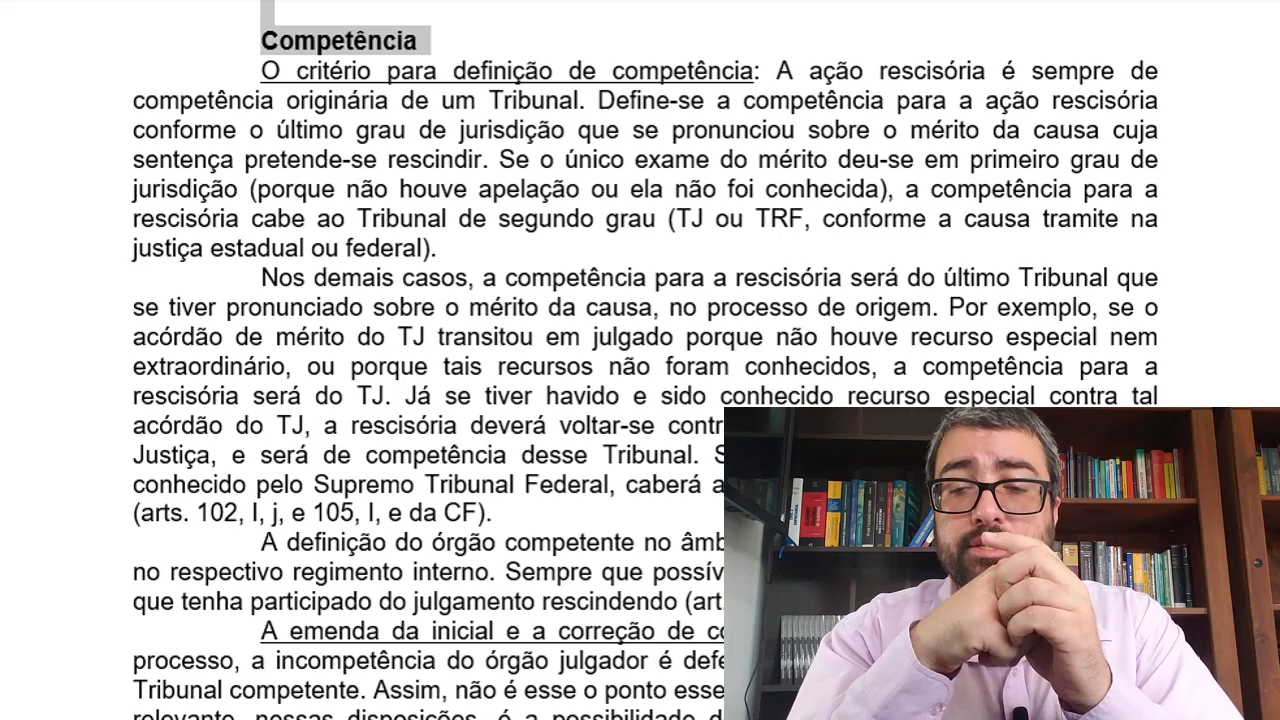 Competência
O critério para definição de competência: A ação rescisória é sempre de
competência originária de um Tribunal. Define-se a competência para a ação rescisória
conforme o último grau de jurisdição que se pronunciou sobre o mérito da causa cuja
sentença pretende-se rescindir. Se o único exame do mérito deu-se em primeiro grau de
jurisdição (porque não houve apelação ou ela não foi conhecida), a competência para a
rescisória cabe ao Tribunal de segundo grau (TJ ou TRF, conforme a causa tramite na
justiça estadual ou federal).
Nos demais casos, a competência para a rescisória será do último Tribunal que
se tiver pronunciado sobre o mérito da causa, no processo de origem. Por exemplo, se o
acórdão de mérito do TJ transitou em julgado porque não houve recurso especial nem
extraordinário, ou porque tais recursos não foram conhecidos, a competência para a
rescisória será do TJ. Já se tiver havido e sido conhecido recurso especial contra tal
acórdão do TJ, a rescisória deverá voltar-se
Justiça, e será de competência desse Tribunal.
conhecido pelo Supremo Tribunal Federal, caberá
(arts. 102, I, j, e 105, I, e da CF).
A definição do órgão competente no
no respectivo regimento interno. Sempre que
que tenha participado do julgamento rescindendo
A emenda da inicial e a correção de
processo, a incompetência do órgão julgador é
Tribunal competente. Assim, não é esse o ponto
relevante, nessas disposições, é a possibilidade